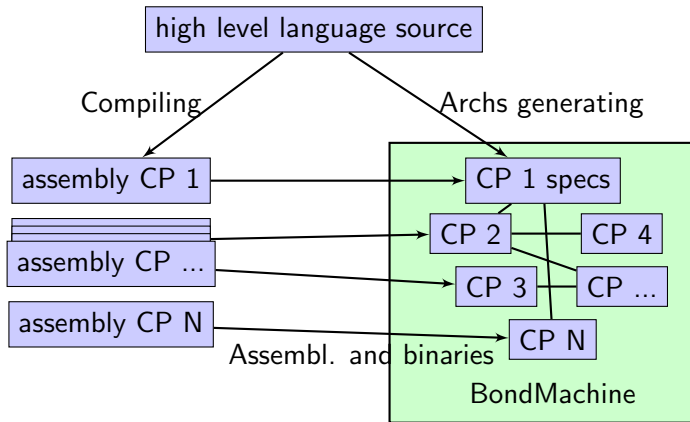 high level language source
Compiling
Archs generating
assembly CP 1
CP 1 specs
CP 2
CP 4
assembly CP ...
CP 3
CP ...
assembly CP N
CP N
Assembl. and binaries
BondMachine